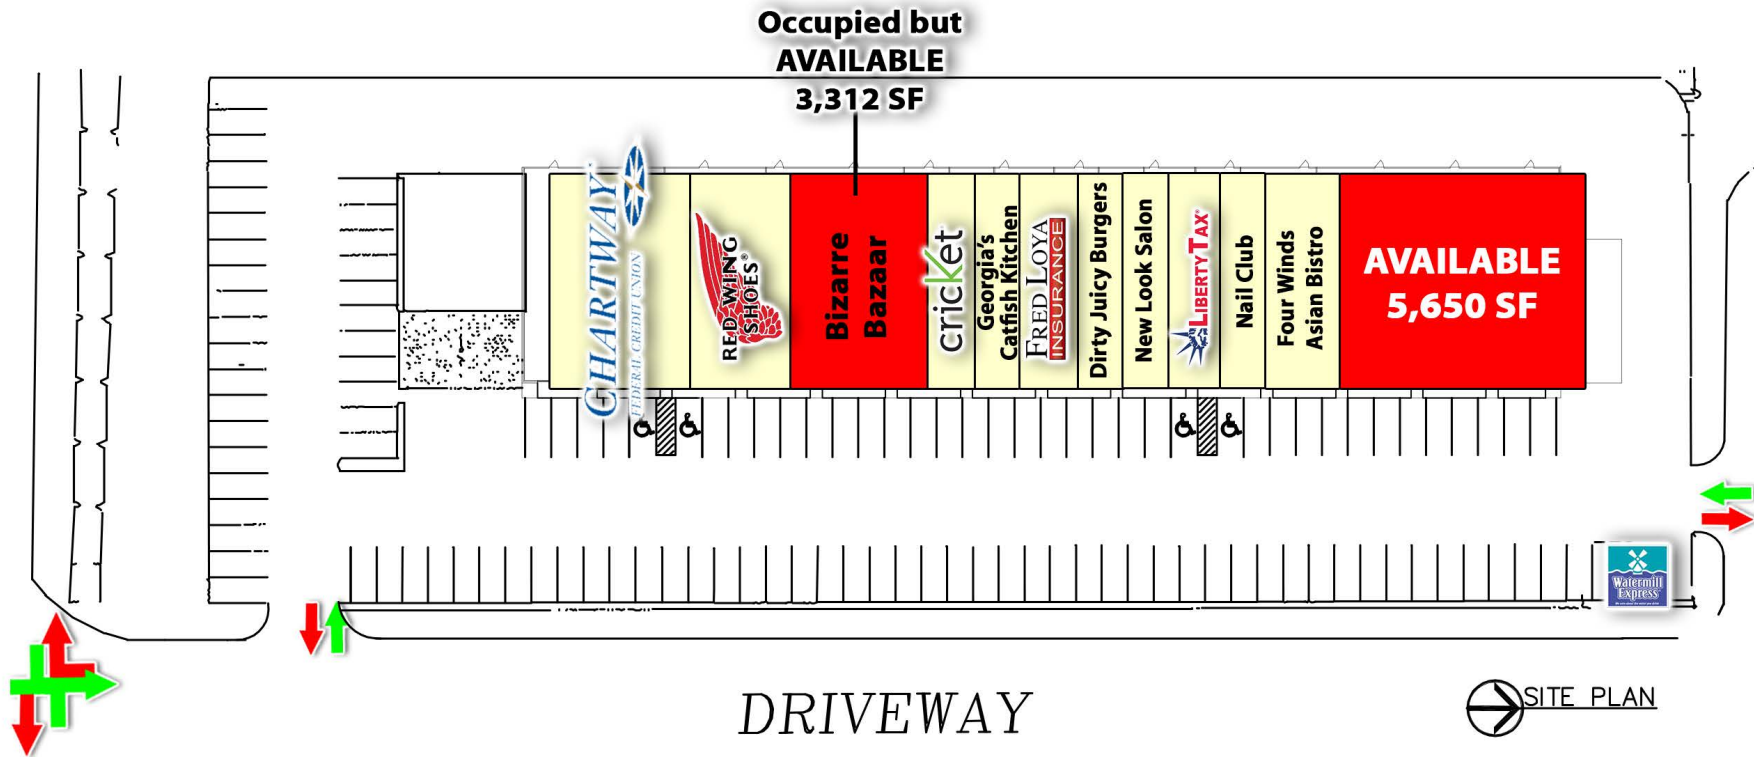 Occupied but
AVAILABLE
3,312 SF
CHARTWAY
FEDERAL CREDIT UNION
RED WING
SHOES®
Bizarre
Bazaar
cricket
Georgia's
Catfish Kitchen
FRED LOYA
INSURANCE
Dirty Juicy Burgers
New Look Salon
LIBERTY TAX®
Nail Club
Four Winds
Asian Bistro
AVAILABLE
5,650 SF
Watermill
Express
DRIVEWAY
SITE PLAN